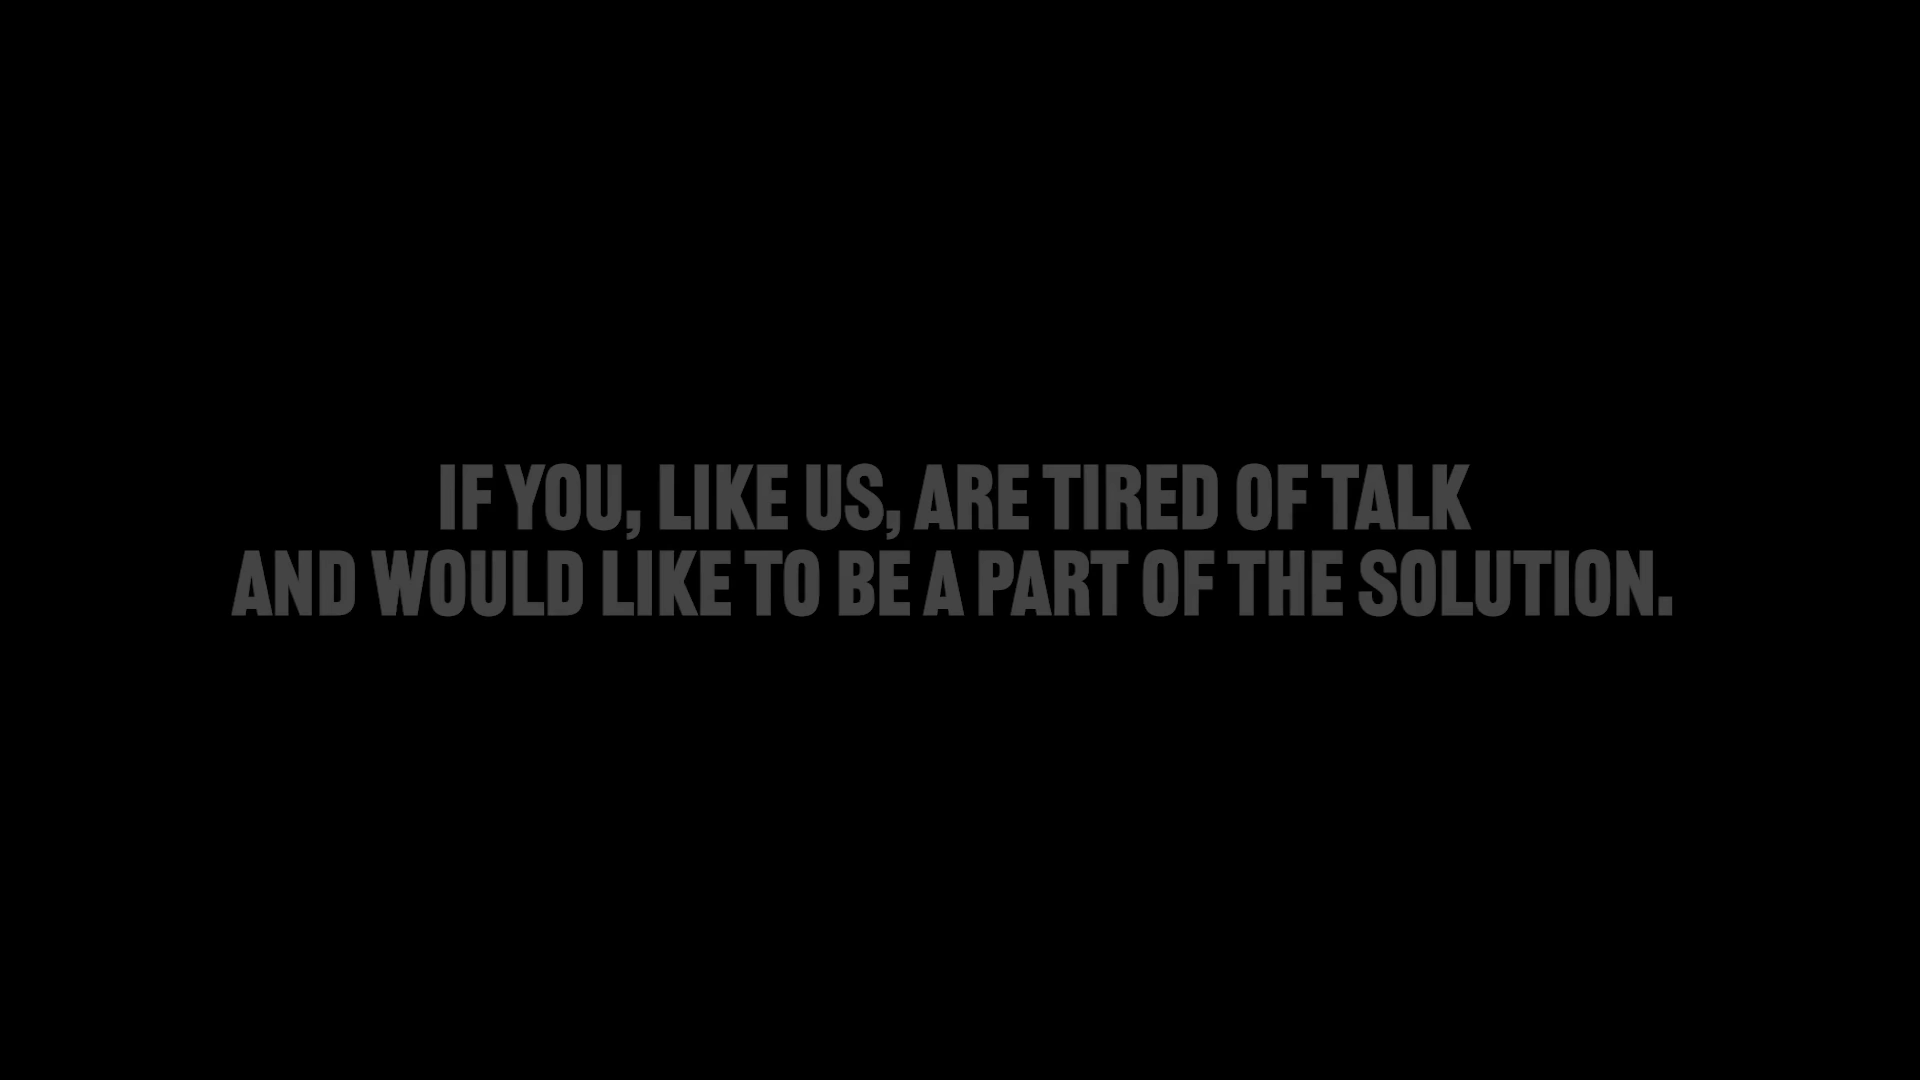 IF YOU, LIKE US, ARE TIRED OF TALK
AND WOULD LIKE TO BE A PART OF THE SOLUTION.